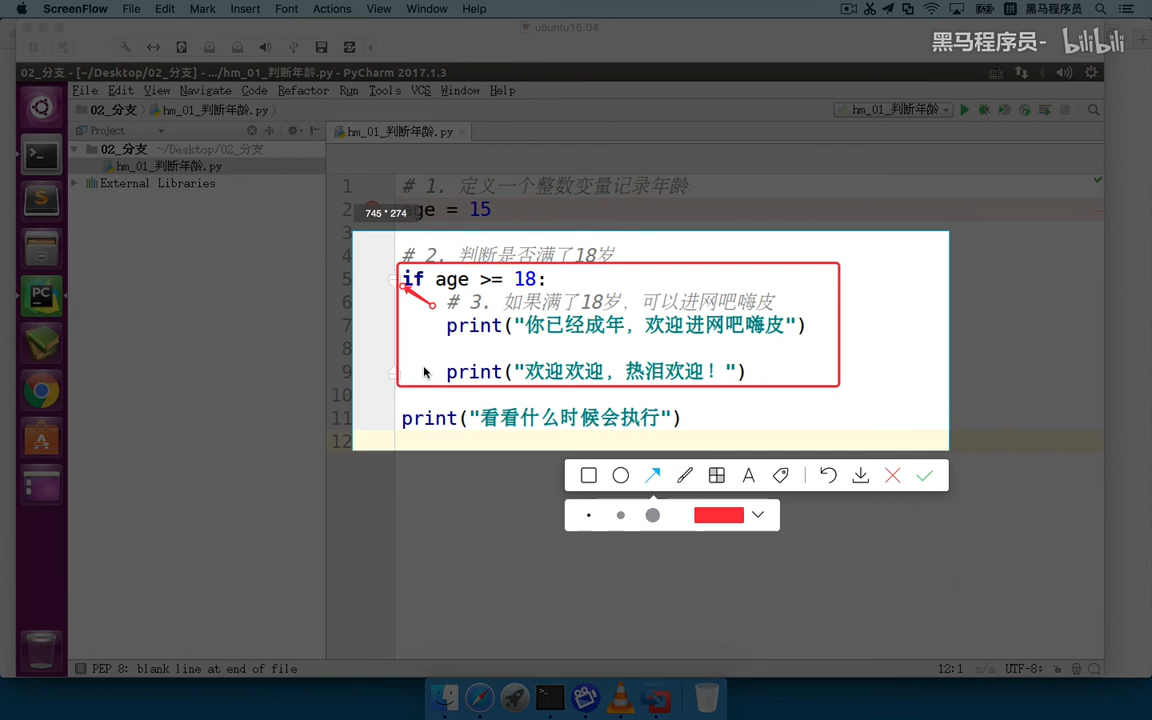 ScreenFlow File Edit Mark Insert Font Actions View Window Help 黑马程序员
ubuntu16.04
黑马程序员- bilibili
02_分支 - [~/Desktop/02_分支] - .../hm_01_判断年龄.py - PyCharm 2017.1.3
File Edit View Navigate Code Refactor Run Tools VCS Window Help
02_分支 hm_01_判断年龄.py hm_01_判断年龄
Project hm_01_判断年龄.py
02_分支 ~/Desktop/02_分支
hm_01_判断年龄.py
External Libraries
1 # 1. 定义一个整数变量记录年龄
2 age = 15
745 * 274
3
4 # 2. 判断是否满了18岁
5 if age >= 18:
6 # 3. 如果满了18岁，可以进网吧嗨皮
7 print("你已经成年，欢迎进网吧嗨皮")
8
9 print("欢迎欢迎，热泪欢迎！")
10
11 print("看看什么时候会执行")
12
PEP 8: blank line at end of file 12:1 n/a UTF-8